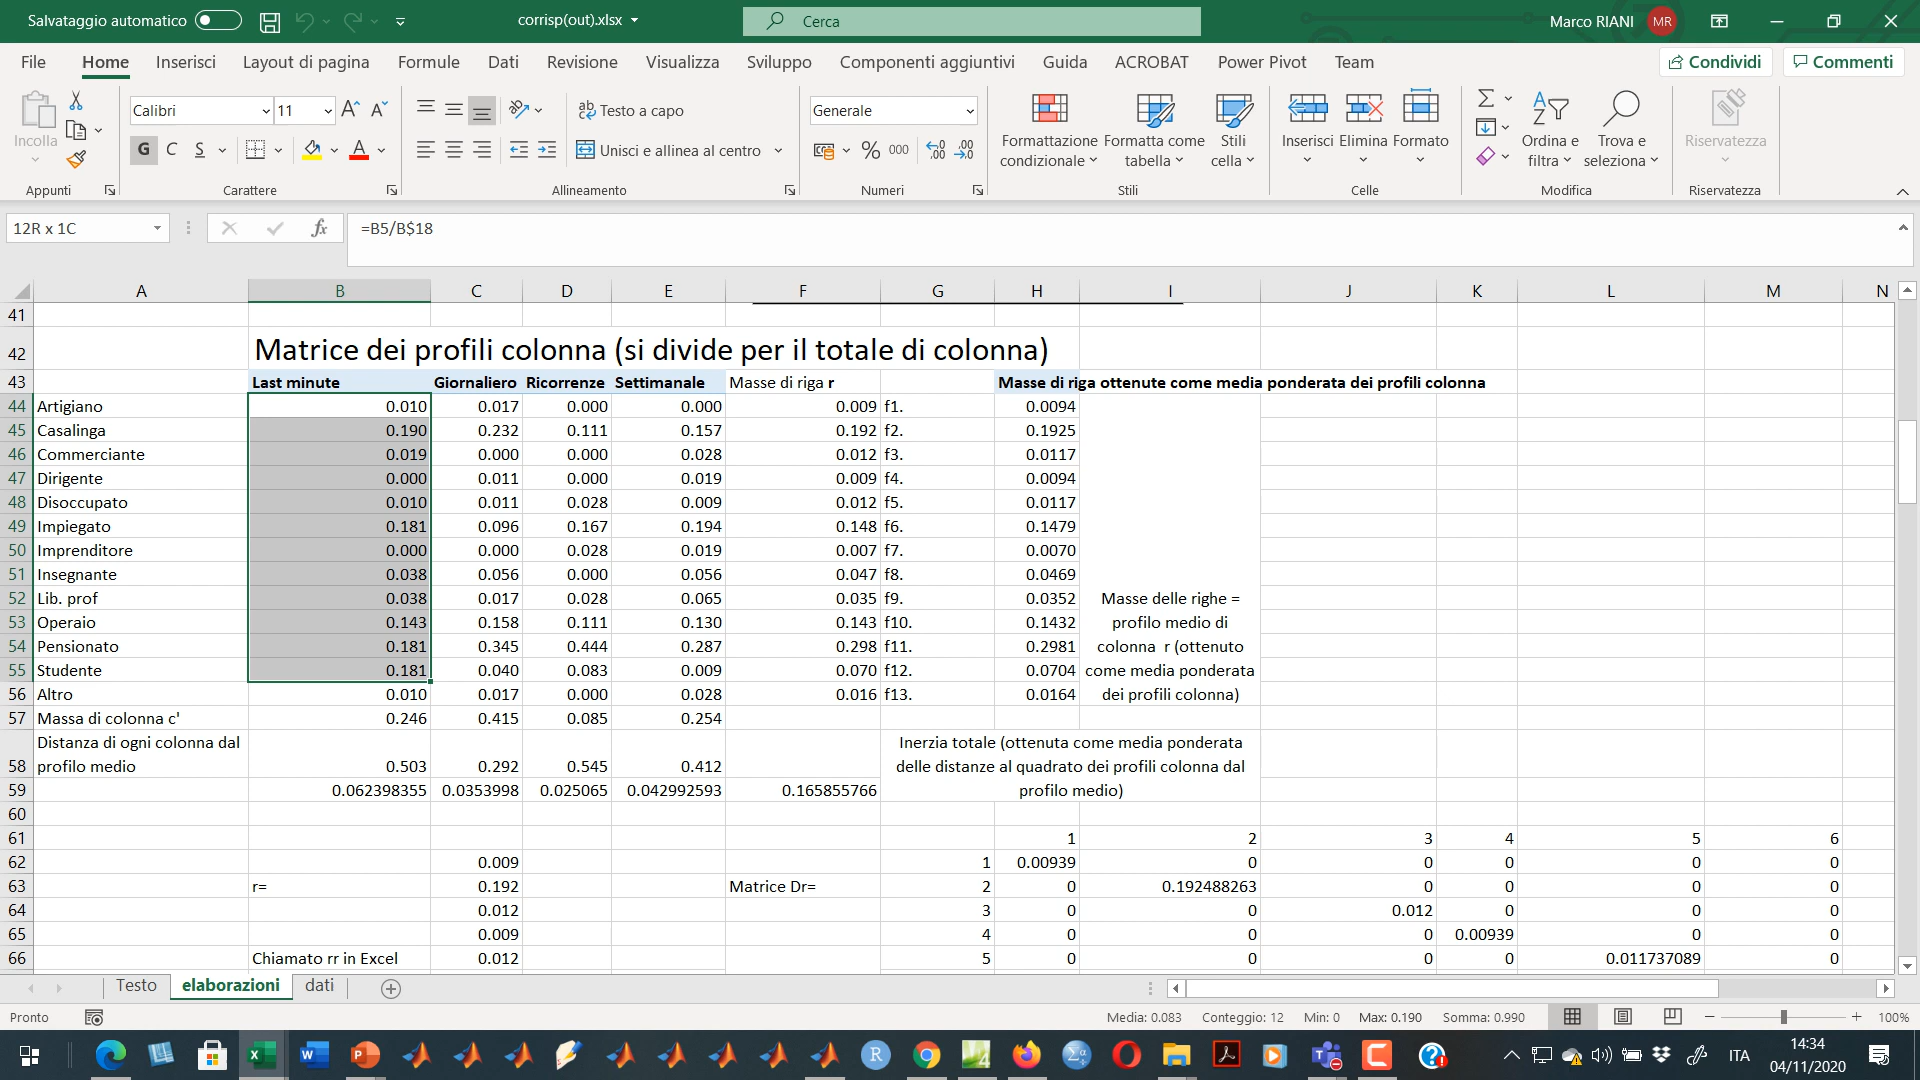 Salvataggio automatico
corrisp(out).xlsx
Cerca
Marco RIANI
MR
File Home Inserisci Layout di pagina Formule Dati Revisione Visualizza Sviluppo Componenti aggiuntivi Guida ACROBAT Power Pivot Team
Condividi
Commenti
Incolla
Calibri 11
Testo a capo
Generale
G C S
Unisci e allinea al centro
% 000
Formattazione condizionale
Formatta come tabella
Stili cella
Inserisci Elimina Formato
Ordina e filtra
Trova e seleziona
Riservatezza
Appunti Carattere Allineamento Numeri Stili Celle Modifica Riservatezza
12R x 1C
fx
=B5/B$18
A B C D E F G H I J K L M N
41
42 Matrice dei profili colonna (si divide per il totale di colonna)
43 Last minute Giornaliero Ricorrenze Settimanale Masse di riga r Masse di riga ottenute come media ponderata dei profili colonna
44 Artigiano 0.010 0.017 0.000 0.000 0.009 f1. 0.0094
45 Casalinga 0.190 0.232 0.111 0.157 0.192 f2. 0.1925
46 Commerciante 0.019 0.000 0.000 0.028 0.012 f3. 0.0117
47 Dirigente 0.000 0.011 0.000 0.019 0.009 f4. 0.0094
48 Disoccupato 0.010 0.011 0.028 0.009 0.012 f5. 0.0117
49 Impiegato 0.181 0.096 0.167 0.194 0.148 f6. 0.1479
50 Imprenditore 0.000 0.000 0.028 0.019 0.007 f7. 0.0070
51 Insegnante 0.038 0.056 0.000 0.056 0.047 f8. 0.0469
52 Lib. prof 0.038 0.017 0.028 0.065 0.035 f9. 0.0352 Masse delle righe =
53 Operaio 0.143 0.158 0.111 0.130 0.143 f10. 0.1432 profilo medio di
54 Pensionato 0.181 0.345 0.444 0.287 0.298 f11. 0.2981 colonna r (ottenuto
55 Studente 0.181 0.040 0.083 0.009 0.070 f12. 0.0704 come media ponderata
56 Altro 0.010 0.017 0.000 0.028 0.016 f13. 0.0164 dei profili colonna)
57 Massa di colonna c' 0.246 0.415 0.085 0.254
Distanza di ogni colonna dal Inerzia totale (ottenuta come media ponderata
58 profilo medio 0.503 0.292 0.545 0.412 delle distanze al quadrato dei profili colonna dal
59 0.062398355 0.0353998 0.025065 0.042992593 0.165855766 profilo medio)
60
61 1 2 3 4 5 6
62 0.009 1 0.00939 0 0 0 0 0
63 r= 0.192 Matrice Dr= 2 0 0.192488263 0 0 0 0
64 0.012 3 0 0 0.012 0 0 0
65 0.009 4 0 0 0 0.00939 0 0
66 Chiamato rr in Excel 0.012 5 0 0 0 0 0.011737089 0
Testo elaborazioni dati
Pronto
Media: 0.083 Conteggio: 12 Min: 0 Max: 0.190 Somma: 0.990
100%
ITA
14:34
04/11/2020